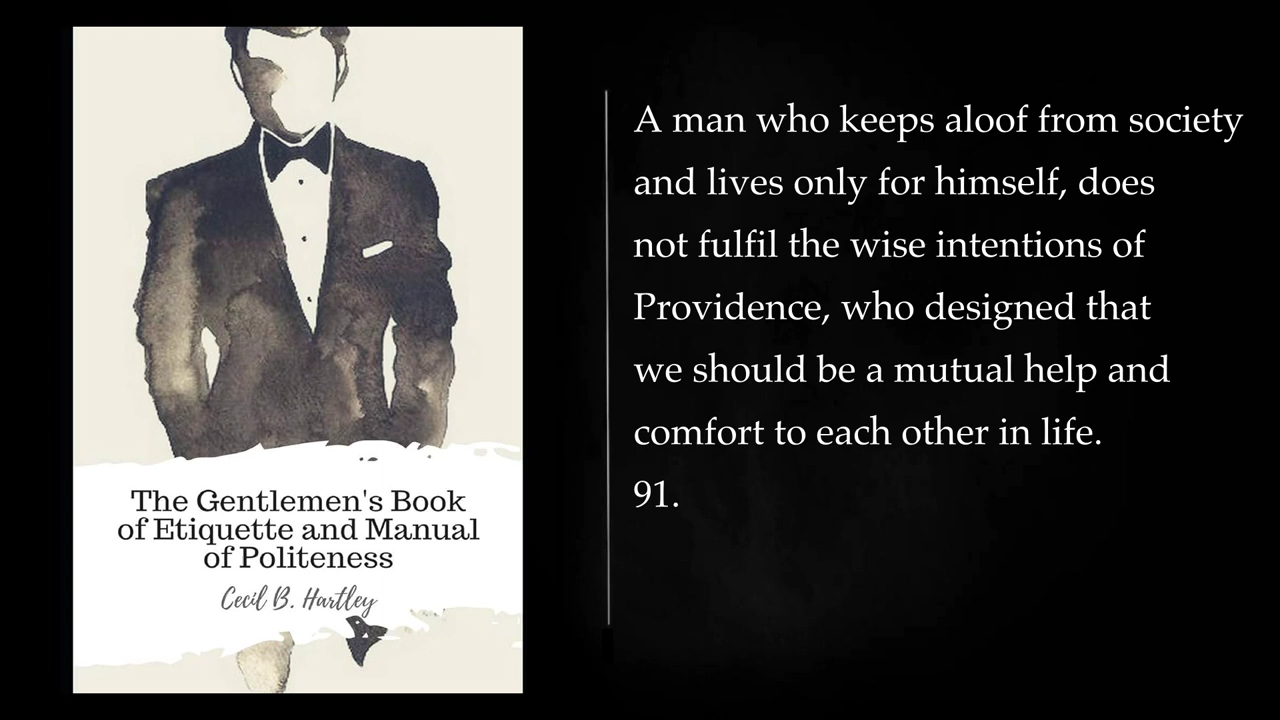 The Gentlemen's Book
of Etiquette and Manual
of Politeness
Cecil B. Hartley
A man who keeps aloof from society
and lives only for himself, does
not fulfil the wise intentions of
Providence, who designed that
we should be a mutual help and
comfort to each other in life.
91.